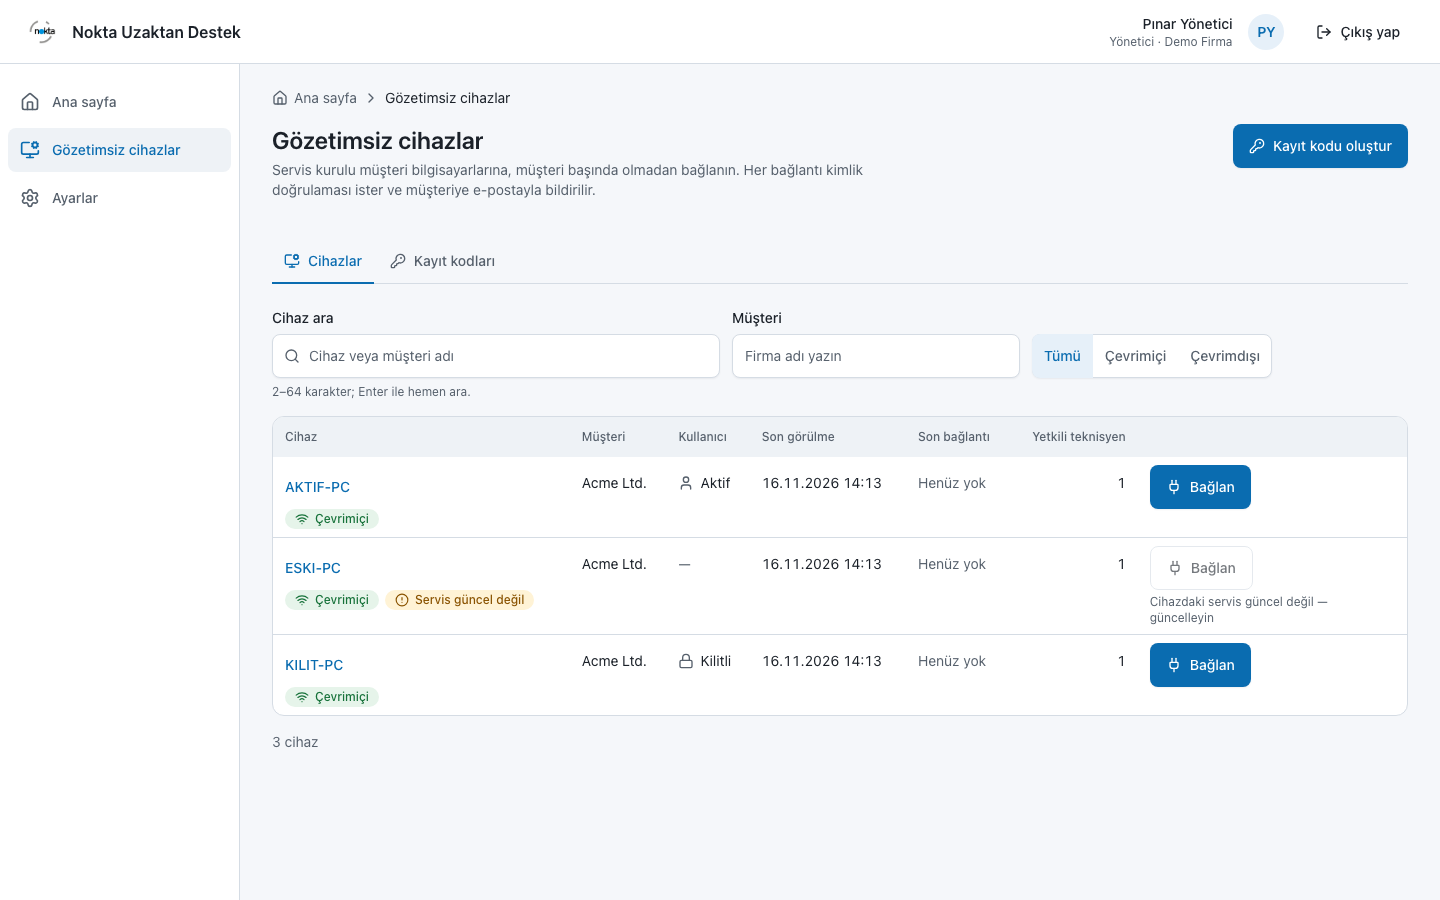 nokta
Nokta Uzaktan Destek
Pınar Yönetici
Yönetici · Demo Firma
PY
Çıkış yap
Ana sayfa
Gözetimsiz cihazlar
Ayarlar
Ana sayfa
Gözetimsiz cihazlar
Gözetimsiz cihazlar
Servis kurulu müşteri bilgisayarlarına, müşteri başında olmadan bağlanın. Her bağlantı kimlik
doğrulaması ister ve müşteriye e-postayla bildirilir.
Kayıt kodu oluştur
Cihazlar
Kayıt kodları
Cihaz ara
Müşteri
Cihaz veya müşteri adı
Firma adı yazın
Tümü
Çevrimiçi
Çevrimdışı
2–64 karakter; Enter ile hemen ara.
Cihaz Müşteri Kullanıcı Son görülme Son bağlantı Yetkili teknisyen
AKTIF-PC Acme Ltd. Aktif 16.11.2026 14:13 Henüz yok 1 Bağlan
Çevrimiçi
ESKI-PC Acme Ltd. — 16.11.2026 14:13 Henüz yok 1 Bağlan
Çevrimiçi Servis güncel değil
Cihazdaki servis güncel değil —
güncelleyin
KILIT-PC Acme Ltd. Kilitli 16.11.2026 14:13 Henüz yok 1 Bağlan
Çevrimiçi
3 cihaz